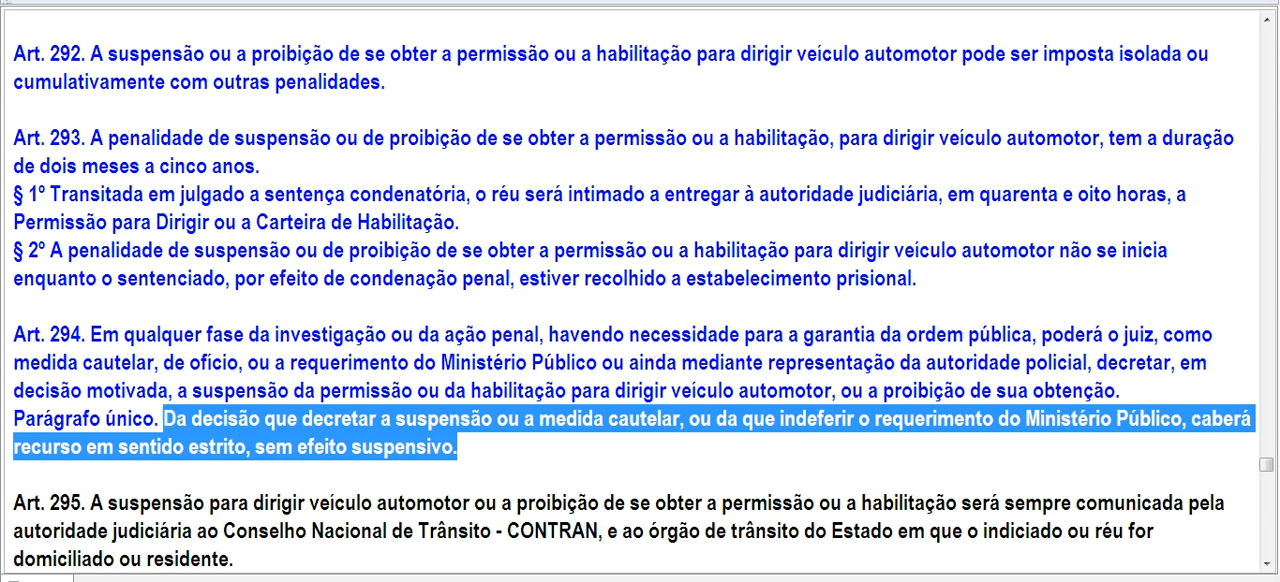 Art. 292. A suspensão ou a proibição de se obter a permissão ou a habilitação para dirigir veículo automotor pode ser imposta isolada ou
cumulativamente com outras penalidades.
Art. 293. A penalidade de suspensão ou de proibição de se obter a permissão ou a habilitação, para dirigir veículo automotor, tem a duração
de dois meses a cinco anos.
§ 1º Transitada em julgado a sentença condenatória, o réu será intimado a entregar à autoridade judiciária, em quarenta e oito horas, a
Permissão para Dirigir ou a Carteira de Habilitação.
§ 2º A penalidade de suspensão ou de proibição de se obter a permissão ou a habilitação para dirigir veículo automotor não se inicia
enquanto o sentenciado, por efeito de condenação penal, estiver recolhido a estabelecimento prisional.
Art. 294. Em qualquer fase da investigação ou da ação penal, havendo necessidade para a garantia da ordem pública, poderá o juiz, como
medida cautelar, de ofício, ou a requerimento do Ministério Público ou ainda mediante representação da autoridade policial, decretar, em
decisão motivada, a suspensão da permissão ou da habilitação para dirigir veículo automotor, ou a proibição de sua obtenção.
Parágrafo único. Da decisão que decretar a suspensão ou a medida cautelar, ou da que indeferir o requerimento do Ministério Público, caberá
recurso em sentido estrito, sem efeito suspensivo.
Art. 295. A suspensão para dirigir veículo automotor ou a proibição de se obter a permissão ou a habilitação será sempre comunicada pela
autoridade judiciária ao Conselho Nacional de Trânsito - CONTRAN, e ao órgão de trânsito do Estado em que o indiciado ou réu for
domiciliado ou residente.